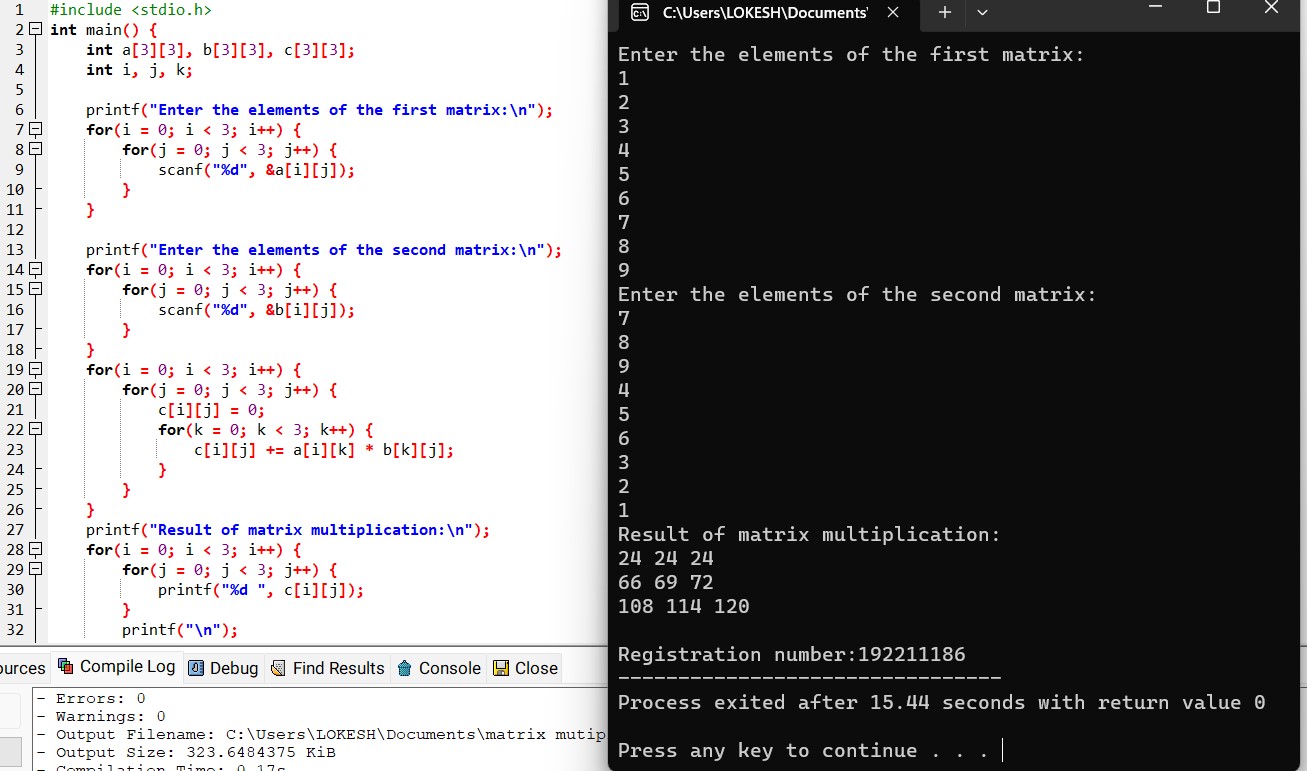 1 #include <stdio.h>
2 int main() {
3 int a[3][3], b[3][3], c[3][3];
4 int i, j, k;
5
6 printf("Enter the elements of the first matrix:\n");
7 for(i = 0; i < 3; i++) {
8 for(j = 0; j < 3; j++) {
9 scanf("%d", &a[i][j]);
10 }
11 }
12
13 printf("Enter the elements of the second matrix:\n");
14 for(i = 0; i < 3; i++) {
15 for(j = 0; j < 3; j++) {
16 scanf("%d", &b[i][j]);
17 }
18 }
19 for(i = 0; i < 3; i++) {
20 for(j = 0; j < 3; j++) {
21 c[i][j] = 0;
22 for(k = 0; k < 3; k++) {
23 c[i][j] += a[i][k] * b[k][j];
24 }
25 }
26 }
27 printf("Result of matrix multiplication:\n");
28 for(i = 0; i < 3; i++) {
29 for(j = 0; j < 3; j++) {
30 printf("%d ", c[i][j]);
31 }
32 printf("\n");
ources Compile Log Debug Find Results Console Close
- Errors: 0
- Warnings: 0
- Output Filename: C:\Users\LOKESH\Documents\matrix mutip
- Output Size: 323.6484375 KiB
- Compilation Time: 0.17s
C:\Users\LOKESH\Documents'
Enter the elements of the first matrix:
1
2
3
4
5
6
7
8
9
Enter the elements of the second matrix:
7
8
9
4
5
6
3
2
1
Result of matrix multiplication:
24 24 24
66 69 72
108 114 120
Registration number:192211186
--------------------------------
Process exited after 15.44 seconds with return value 0
Press any key to continue . . .